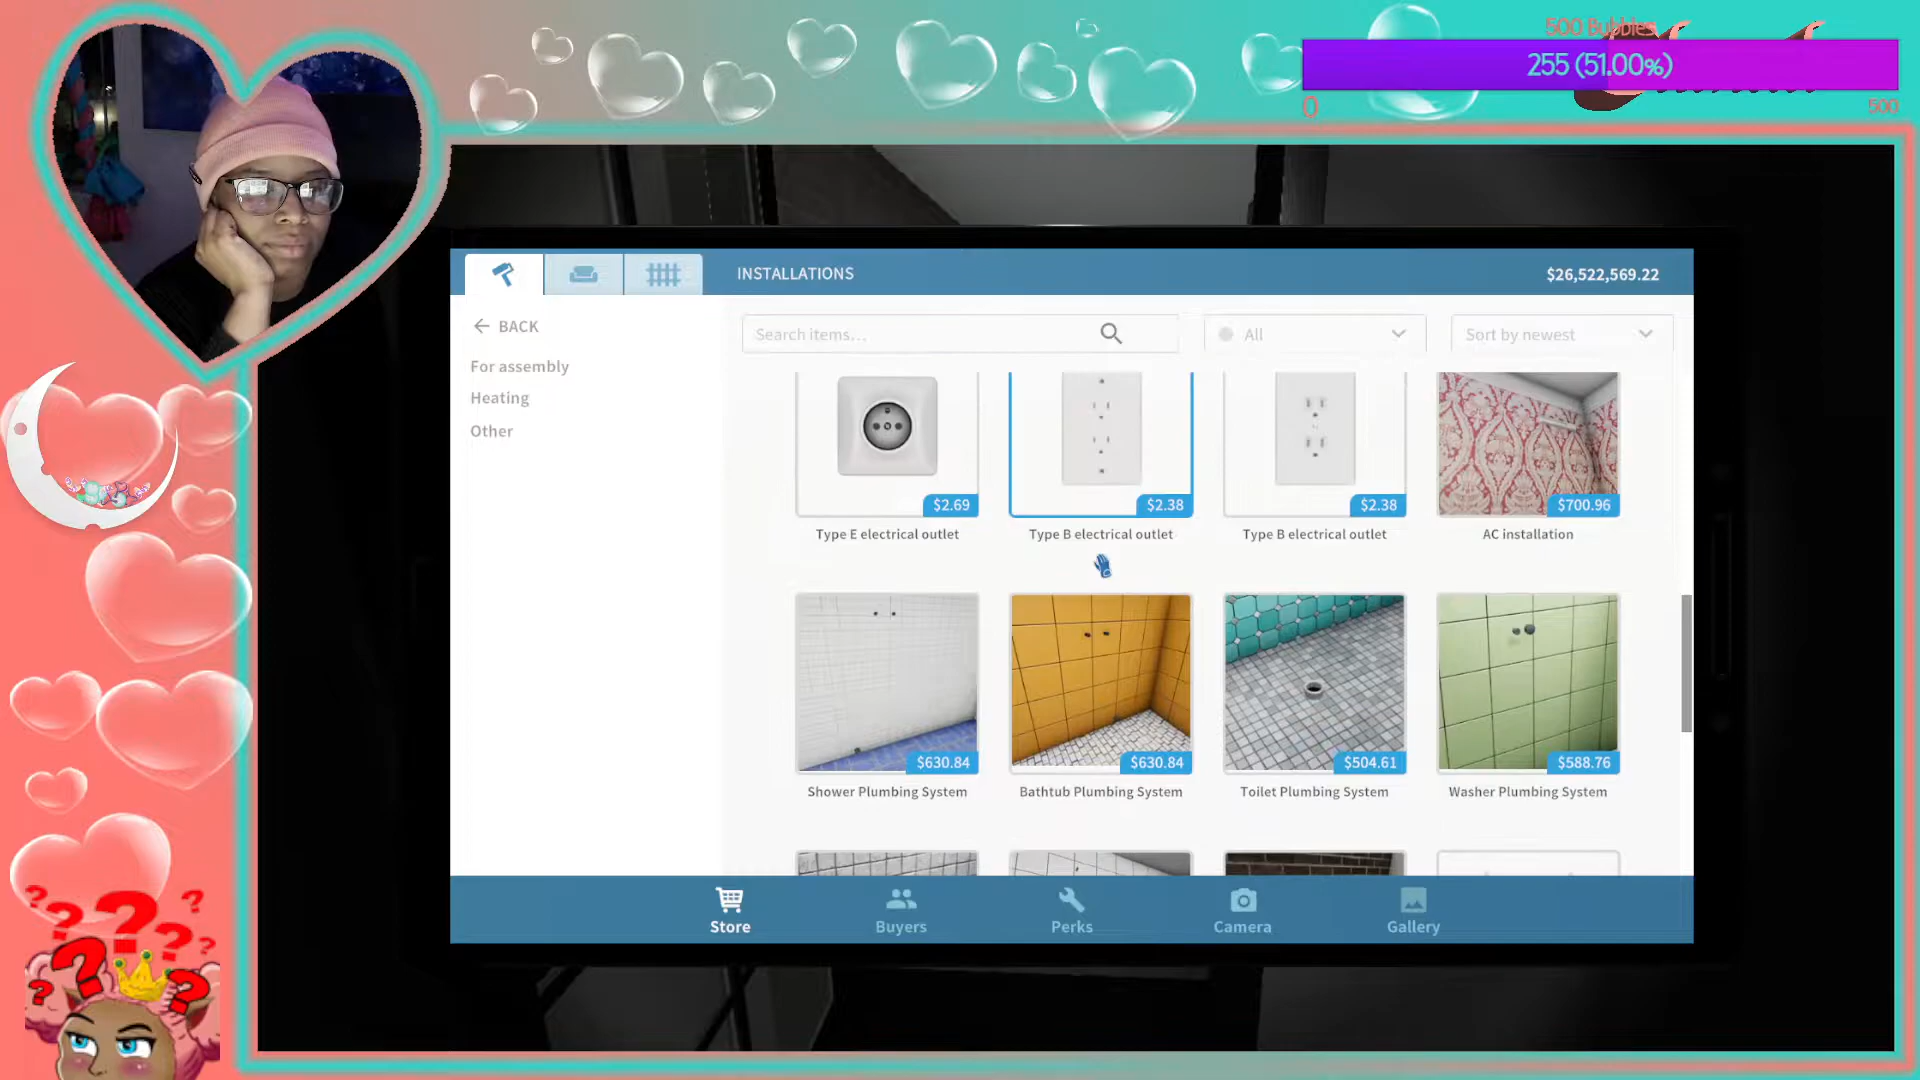 500 Bubbles
255 (51.00%)
0
500
INSTALLATIONS
$26,522,569.22
BACK
Search items...
All
Sort by newest
For assembly
Heating
Other
$2.69
$2.38
$2.38
$700.96
Type E electrical outlet
Type B electrical outlet
Type B electrical outlet
AC installation
$630.84
$630.84
$504.61
$588.76
Shower Plumbing System
Bathtub Plumbing System
Toilet Plumbing System
Washer Plumbing System
Store
Buyers
Perks
Camera
Gallery